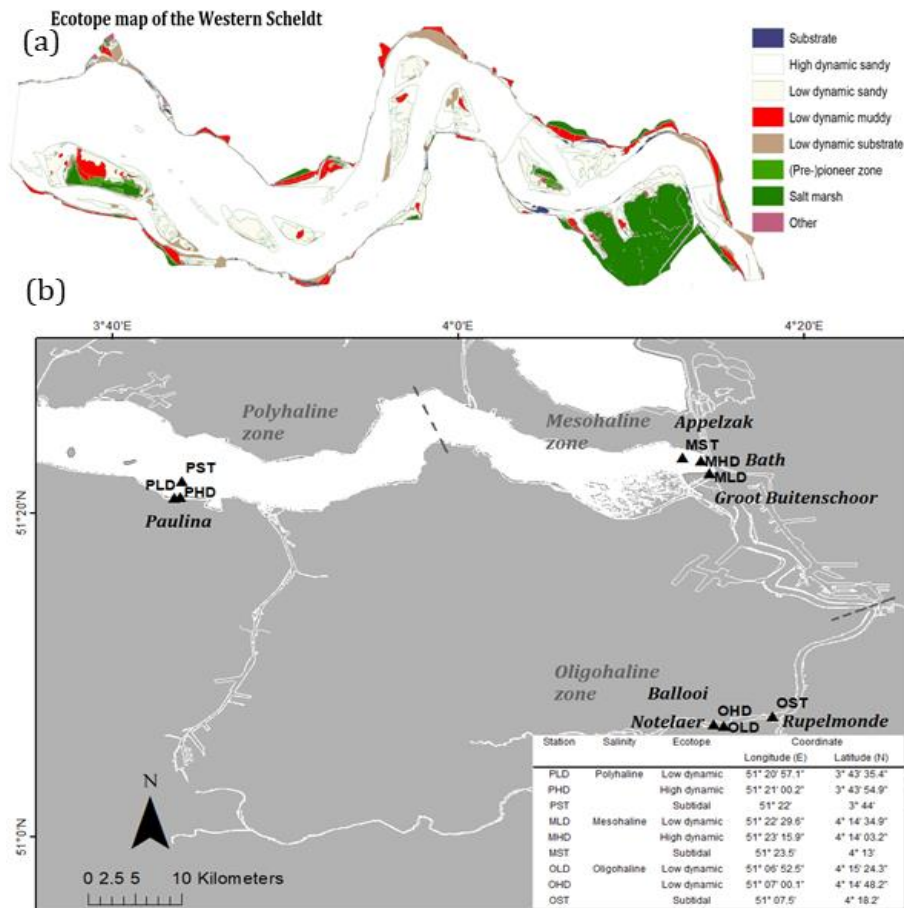 Ecotope map of the Western Scheldt
(a)
Substrate
High dynamic sandy
Low dynamic sandy
Low dynamic muddy
Low dynamic substrate
(Pre-)pioneer zone
Salt marsh
Other
(b)
3°40'E 4°0'E 4°20'E
Polyhaline
zone
Mesohaline
zone
Appelzak
MST
MHD Bath
MLD
Groot Buitenschoor
PST
PLD PHD
Paulina
51°20'N
Oligohaline
zone
Ballooi
OHD OST
Notelaer OLD Rupelmonde
51°0'N
N
0 2.5 5 10 Kilometers
Station Salinity Ecotope Coordinate
Longitude (E) Latitude (N)
PLD Polyhaline Low dynamic 51° 20' 57.1" 3° 43' 35.4"
PHD High dynamic 51° 21' 00.2" 3° 43' 54.9"
PST Subtidal 51° 22' 3° 44'
MLD Mesohaline Low dynamic 51° 22' 29.6" 4° 14' 34.9"
MHD High dynamic 51° 23' 15.9" 4° 14' 03.2"
MST Subtidal 51° 23.5' 4° 13'
OLD Oligohaline Low dynamic 51° 06' 52.5" 4° 15' 24.3"
OHD Low dynamic 51° 07' 00.1" 4° 14' 48.2"
OST Subtidal 51° 07.5' 4° 18.2'